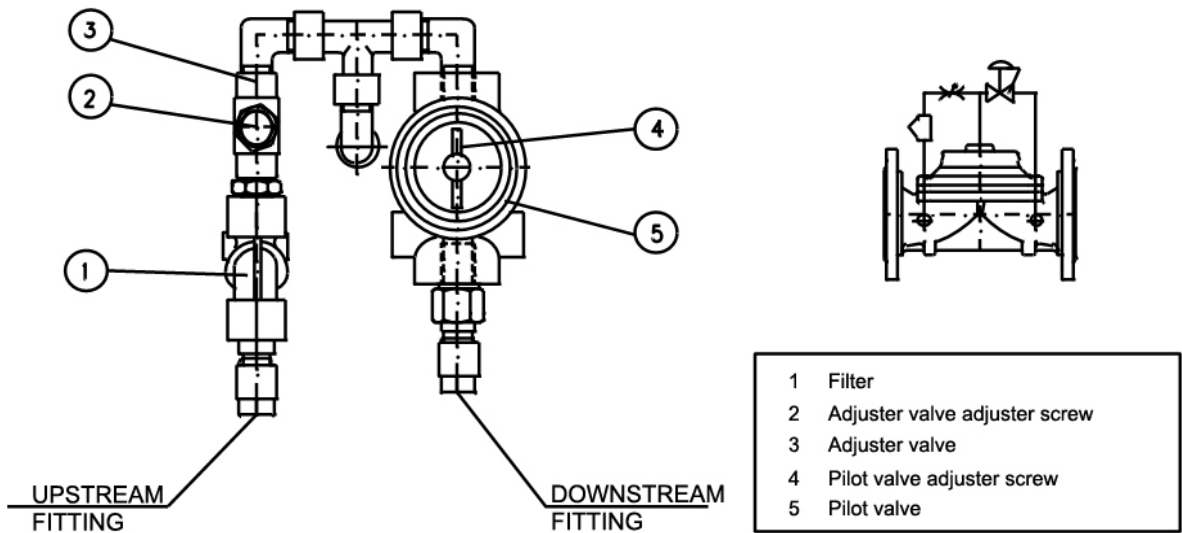 3
2
4
5
1
UPSTREAM
FITTING
DOWNSTREAM
FITTING
1 Filter
2 Adjuster valve adjuster screw
3 Adjuster valve
4 Pilot valve adjuster screw
5 Pilot valve